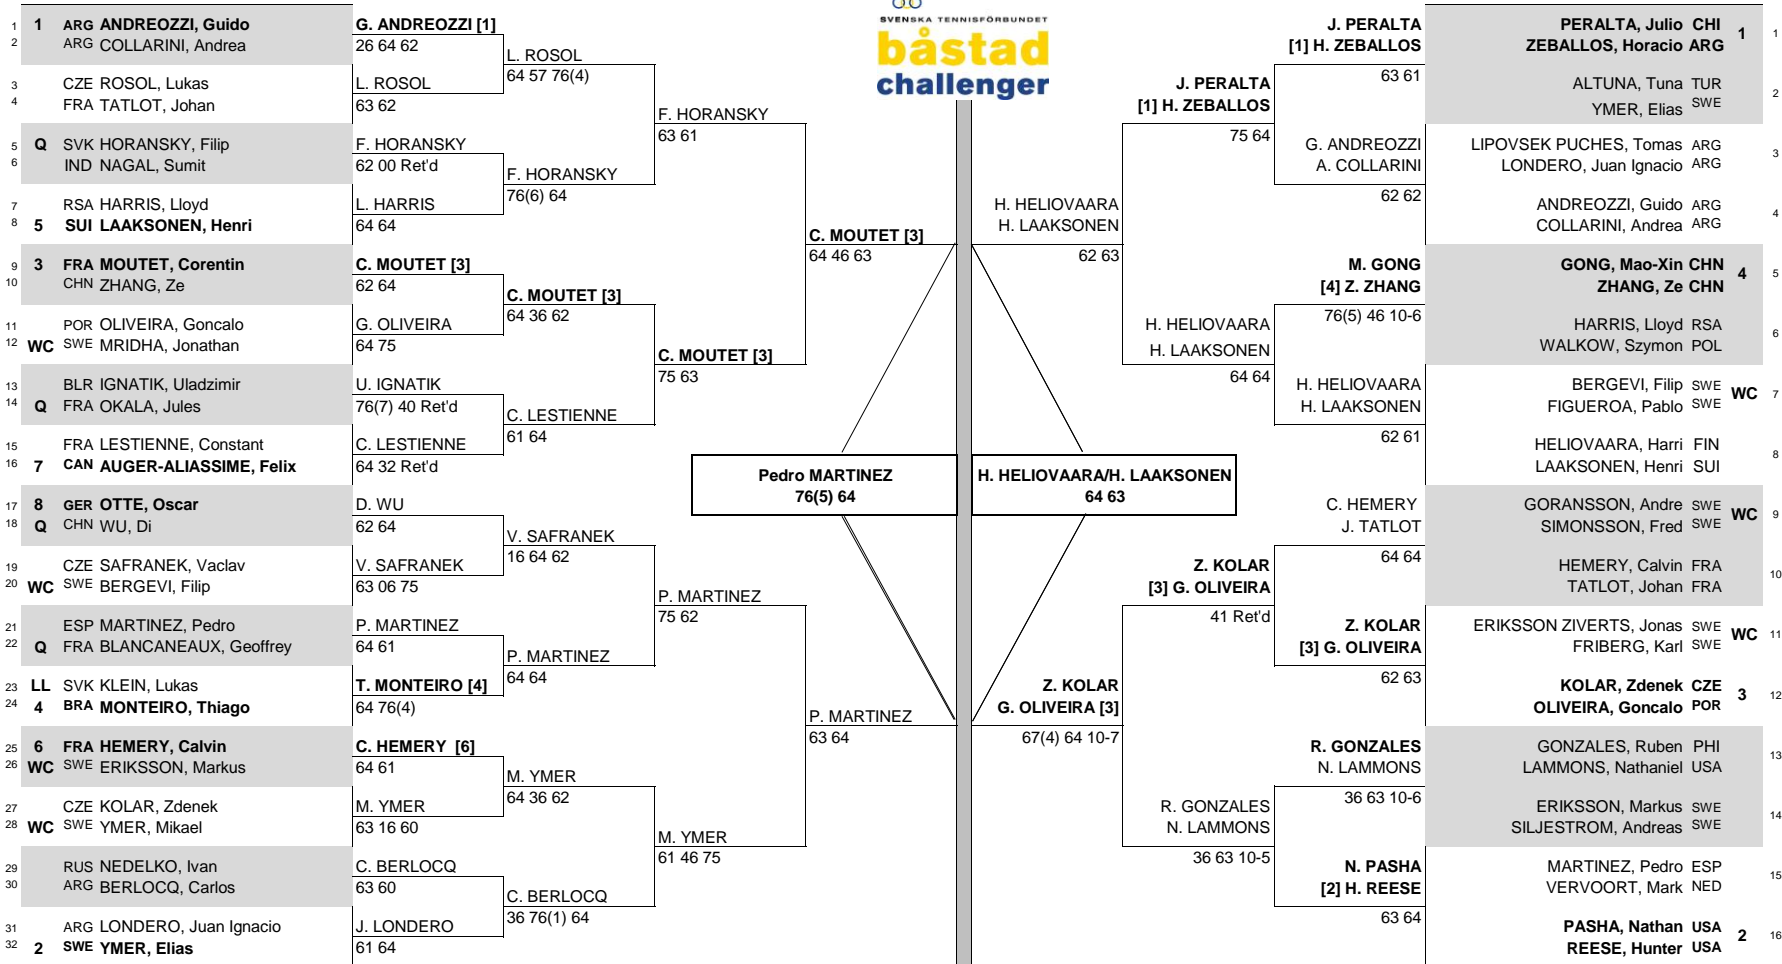 SVENSKA TENNISFÖRBUNDET
båstad
challenger
1 1 ARG ANDREOZZI, Guido
2 ARG COLLARINI, Andrea
3 CZE ROSOL, Lukas
4 FRA TATLOT, Johan
5 Q SVK HORANSKY, Filip
6 IND NAGAL, Sumit
7 RSA HARRIS, Lloyd
8 5 SUI LAAKSONEN, Henri
9 3 FRA MOUTET, Corentin
10 CHN ZHANG, Ze
11 POR OLIVEIRA, Goncalo
12 WC SWE MRIDHA, Jonathan
13 BLR IGNATIK, Uladzimir
14 Q FRA OKALA, Jules
15 FRA LESTIENNE, Constant
16 7 CAN AUGER-ALIASSIME, Felix
17 8 GER OTTE, Oscar
18 Q CHN WU, Di
19 CZE SAFRANEK, Vaclav
20 WC SWE BERGEVI, Filip
21 ESP MARTINEZ, Pedro
22 Q FRA BLANCANEAUX, Geoffrey
23 LL SVK KLEIN, Lukas
24 4 BRA MONTEIRO, Thiago
25 6 FRA HEMERY, Calvin
26 WC SWE ERIKSSON, Markus
27 CZE KOLAR, Zdenek
28 WC SWE YMER, Mikael
29 RUS NEDELKO, Ivan
30 ARG BERLOCQ, Carlos
31 ARG LONDERO, Juan Ignacio
32 2 SWE YMER, Elias
G. ANDREOZZI [1]
26 64 62
L. ROSOL
63 62
F. HORANSKY
62 00 Ret'd
L. HARRIS
64 64
C. MOUTET [3]
62 64
G. OLIVEIRA
64 75
U. IGNATIK
76(7) 40 Ret'd
C. LESTIENNE
64 32 Ret'd
D. WU
62 64
V. SAFRANEK
63 06 75
P. MARTINEZ
64 61
T. MONTEIRO [4]
64 76(4)
C. HEMERY [6]
64 61
M. YMER
63 16 60
C. BERLOCQ
63 60
J. LONDERO
61 64
L. ROSOL
64 57 76(4)
F. HORANSKY
76(6) 64
C. MOUTET [3]
64 36 62
C. LESTIENNE
61 64
V. SAFRANEK
16 64 62
P. MARTINEZ
64 64
M. YMER
64 36 62
C. BERLOCQ
36 76(1) 64
F. HORANSKY
63 61
C. MOUTET [3]
75 63
P. MARTINEZ
75 62
M. YMER
61 46 75
C. MOUTET [3]
64 46 63
P. MARTINEZ
63 64
Pedro MARTINEZ
76(5) 64
H. HELIOVAARA/H. LAAKSONEN
64 63
H. HELIOVAARA
H. LAAKSONEN
62 63
Z. KOLAR
G. OLIVEIRA [3]
67(4) 64 10-7
J. PERALTA
[1] H. ZEBALLOS
75 64
H. HELIOVAARA
H. LAAKSONEN
64 64
Z. KOLAR
[3] G. OLIVEIRA
41 Ret'd
R. GONZALES
N. LAMMONS
36 63 10-5
J. PERALTA
[1] H. ZEBALLOS
63 61
G. ANDREOZZI
A. COLLARINI
62 62
M. GONG
[4] Z. ZHANG
76(5) 46 10-6
H. HELIOVAARA
H. LAAKSONEN
62 61
C. HEMERY
J. TATLOT
64 64
Z. KOLAR
[3] G. OLIVEIRA
62 63
R. GONZALES
N. LAMMONS
36 63 10-6
N. PASHA
[2] H. REESE
63 64
PERALTA, Julio CHI
ZEBALLOS, Horacio ARG
1 1
ALTUNA, Tuna TUR
YMER, Elias SWE
2
LIPOVSEK PUCHES, Tomas ARG
LONDERO, Juan Ignacio ARG
3
ANDREOZZI, Guido ARG
COLLARINI, Andrea ARG
4
GONG, Mao-Xin CHN
ZHANG, Ze CHN
4 5
HARRIS, Lloyd RSA
WALKOW, Szymon POL
6
BERGEVI, Filip SWE
FIGUEROA, Pablo SWE
WC 7
HELIOVAARA, Harri FIN
LAAKSONEN, Henri SUI
8
GORANSSON, Andre SWE
SIMONSSON, Fred SWE
WC 9
HEMERY, Calvin FRA
TATLOT, Johan FRA
10
ERIKSSON ZIVERTS, Jonas SWE
FRIBERG, Karl SWE
WC 11
KOLAR, Zdenek CZE
OLIVEIRA, Goncalo POR
3 12
GONZALES, Ruben PHI
LAMMONS, Nathaniel USA
13
ERIKSSON, Markus SWE
SILJESTROM, Andreas SWE
14
MARTINEZ, Pedro ESP
VERVOORT, Mark NED
15
PASHA, Nathan USA
REESE, Hunter USA
2 16